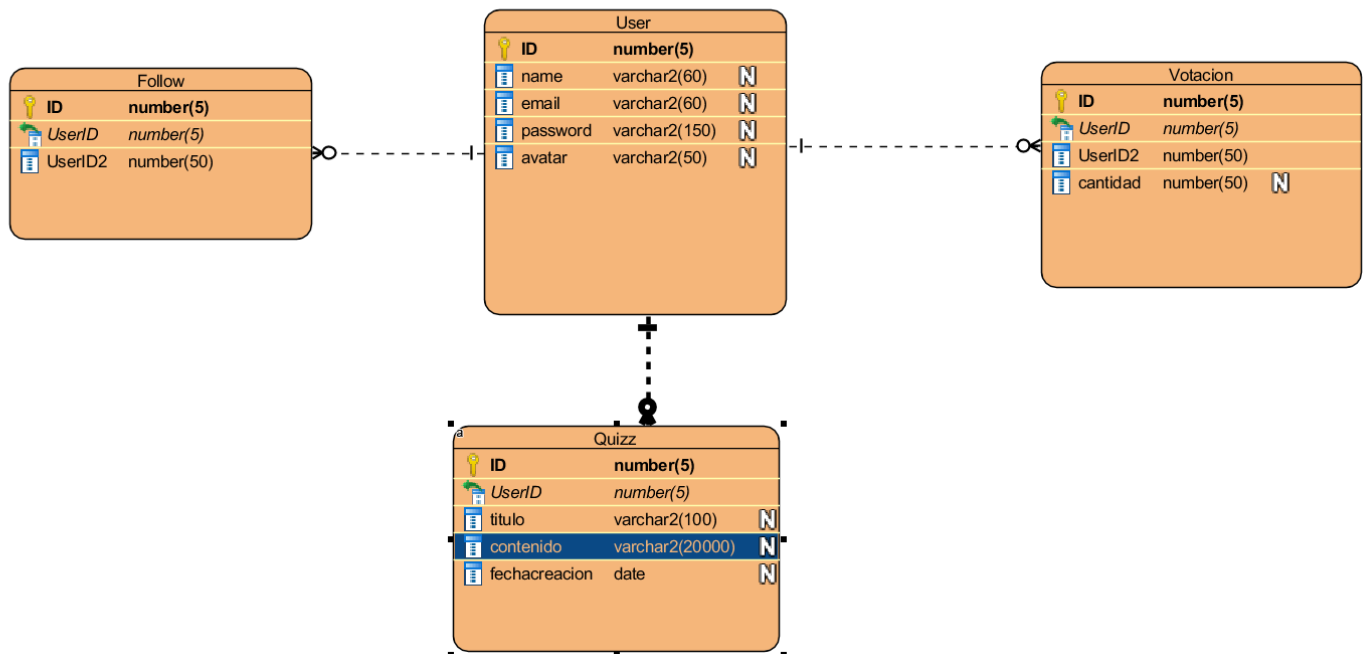 User
ID number(5)
name varchar2(60) N
email varchar2(60) N
password varchar2(150) N
avatar varchar2(50) N
Follow
ID number(5)
UserID number(5)
UserID2 number(50)
Votacion
ID number(5)
UserID number(5)
UserID2 number(50)
cantidad number(50) N
a
Quizz
ID number(5)
UserID number(5)
titulo varchar2(100) N
contenido varchar2(20000) N
fechacreacion date N